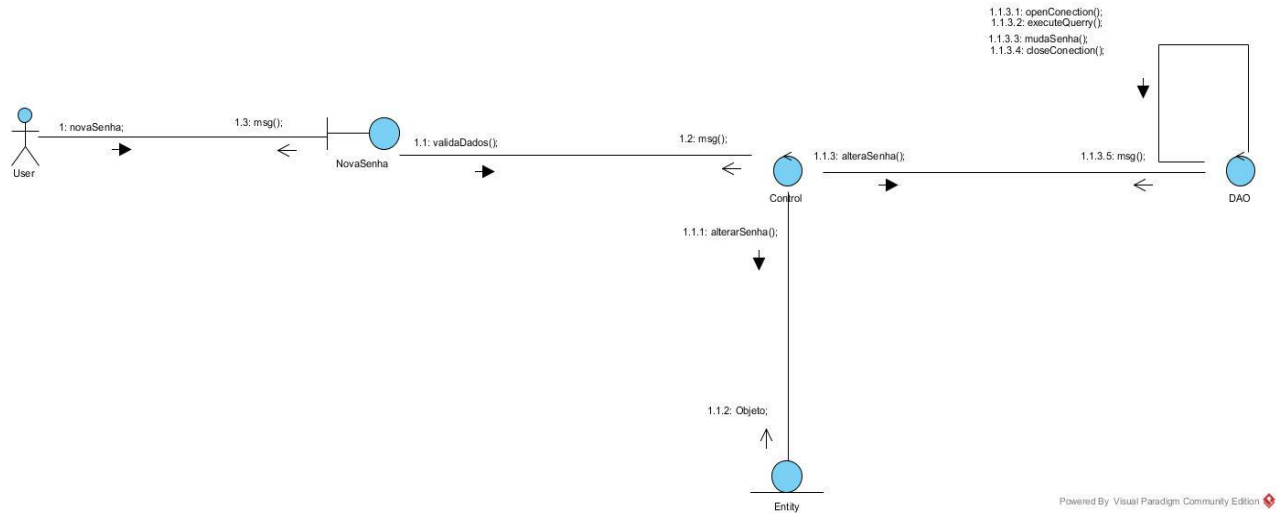 1.1.3.1: openConection();
1.1.3.2: executeQuerry();
1.1.3.3: mudaSenha();
1.1.3.4: closeConection();
1: novaSenha;
1.3: msg();
1.1: validaDados();
1.2: msg();
1.1.3: alteraSenha();
1.1.3.5: msg();
User
NovaSenha
Control
DAO
1.1.1: alterarSenha();
1.1.2: Objeto;
Entity
Powered By Visual Paradigm Community Edition